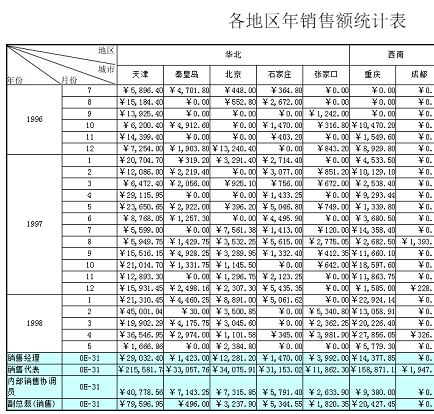 各地区年销售额统计表
地区 华北 西南
城市 天津 秦皇岛 北京 石家庄 张家口 重庆 成都
年份 月份
7 ￥5,896.40 ￥4,701.80 ￥448.00 ￥364.80 ￥0.00 ￥0.00 ￥0.
8 ￥15,184.40 ￥0.00 ￥552.80 ￥2,672.00 ￥0.00 ￥0.00 ￥0.
9 ￥13,925.40 ￥0.00 ￥0.00 ￥0.00 ￥1,242.00 ￥0.00 ￥0.
1996 10 ￥6,200.40 ￥4,912.60 ￥0.00 ￥1,470.00 ￥316.80 ￥10,470.20 ￥0.
11 ￥14,399.40 ￥0.00 ￥0.00 ￥403.20 ￥0.00 ￥1,549.60 ￥0.
12 ￥7,254.00 ￥1,903.80 ￥13,240.40 ￥0.00 ￥843.20 ￥8,929.80 ￥0.
1 ￥20,704.70 ￥319.20 ￥3,291.40 ￥2,714.40 ￥0.00 ￥4,533.50 ￥0.
2 ￥12,086.00 ￥2,219.40 ￥0.00 ￥3,077.00 ￥851.20 ￥10,129.10 ￥0.
3 ￥6,472.40 ￥2,056.00 ￥925.10 ￥756.00 ￥672.00 ￥2,538.40 ￥0.
4 ￥29,115.95 ￥0.00 ￥0.00 ￥1,433.25 ￥0.00 ￥9,293.44 ￥0.
5 ￥23,650.65 ￥2,922.00 ￥396.20 ￥5,046.80 ￥749.00 ￥1,339.80 ￥0.
1997 6 ￥8,768.05 ￥1,257.30 ￥0.00 ￥4,495.90 ￥0.00 ￥3,680.50 ￥0.
7 ￥5,599.00 ￥0.00 ￥7,561.38 ￥1,413.00 ￥120.00 ￥14,358.40 ￥0.
8 ￥5,949.75 ￥1,429.75 ￥3,532.25 ￥5,615.00 ￥2,775.05 ￥2,682.50 ￥1,393.
9 ￥15,516.15 ￥4,928.25 ￥3,289.95 ￥1,332.40 ￥412.35 ￥11,660.10 ￥0.
10 ￥21,014.70 ￥1,331.75 ￥1,145.50 ￥0.00 ￥642.00 ￥18,597.60 ￥0.
11 ￥12,893.30 ￥0.00 ￥1,296.75 ￥2,123.25 ￥0.00 ￥11,863.75 ￥0.
12 ￥15,931.45 ￥2,498.16 ￥2,307.30 ￥5,435.35 ￥0.00 ￥1,585.00 ￥228.
1 ￥21,310.45 ￥4,460.25 ￥8,891.00 ￥5,061.62 ￥0.00 ￥22,924.14 ￥0.
2 ￥45,001.04 ￥30.00 ￥3,500.85 ￥0.00 ￥5,340.80 ￥13,058.91 ￥0.
1998 3 ￥19,902.29 ￥4,175.75 ￥3,045.60 ￥0.00 ￥2,362.25 ￥20,226.40 ￥0.
4 ￥36,546.95 ￥2,974.00 ￥1,101.58 ￥345.00 ￥3,981.90 ￥27,856.05 ￥326.
5 ￥1,666.86 ￥0.00 ￥2,384.80 ￥0.00 ￥0.00 ￥5,779.30 ￥0.
销售经理 0E-31 ￥29,032.40 ￥1,423.00 ￥12,281.20 ￥1,470.00 ￥3,992.00 ￥14,377.85 ￥0.
销售代表 0E-31 ￥215,581.7 ￥33,057.76 ￥34,075.91 ￥31,153.02 ￥11,862.30 ￥158,871.1 ￥1,947.
内部销售协调员 0E-31 ￥40,778.56 ￥7,143.25 ￥7,315.85 ￥5,791.40 ￥2,633.90 ￥9,380.00 ￥0.
副总裁(销售) 0E-31 ￥79,596.95 ￥496.00 ￥3,237.90 ￥5,344.55 ￥1,820.35 ￥20,427.45 ￥0.